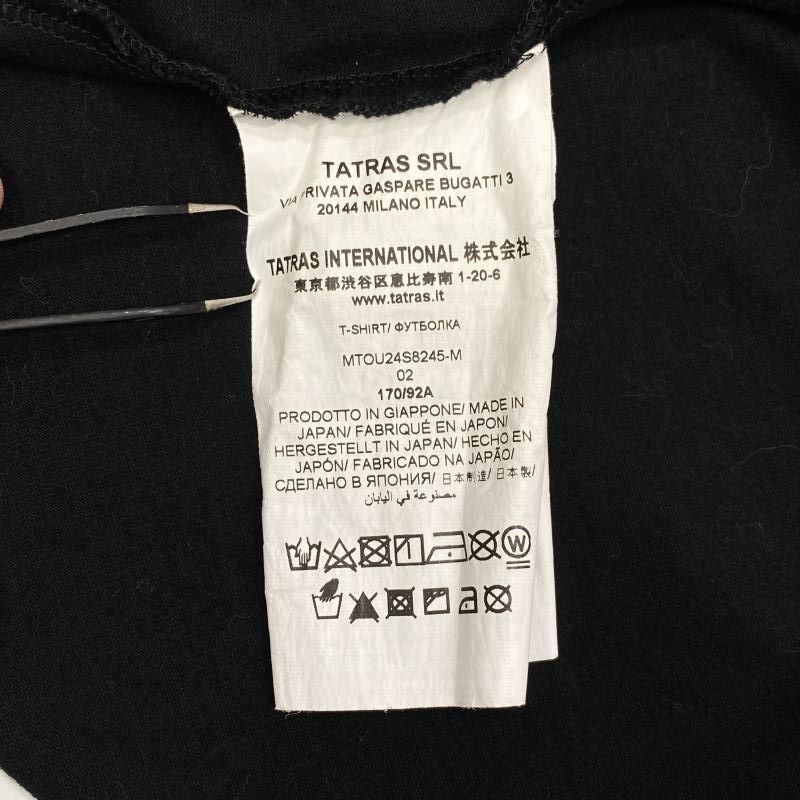 TATRAS SRL
VIA PRIVATA GASPARE BUGATTI 3
20144 MILANO ITALY
TATRAS INTERNATIONAL 株式会社
東京都渋谷区恵比寿南 1-20-6
www.tatras.it
T-SHIRT/ ФУТБОЛКА
MTOU24S8245-M
02
170/92A
PRODOTTO IN GIAPPONE/ MADE IN
JAPAN/ FABRIQUÉ EN JAPON/
HERGESTELLT IN JAPAN/ HECHO EN
JAPÓN/ FABRICADO NA JAPÃO/
СДЕЛАНО В ЯПОНИЯ/ 日本制造/ 日本製/
مصنوعة في اليابان
W